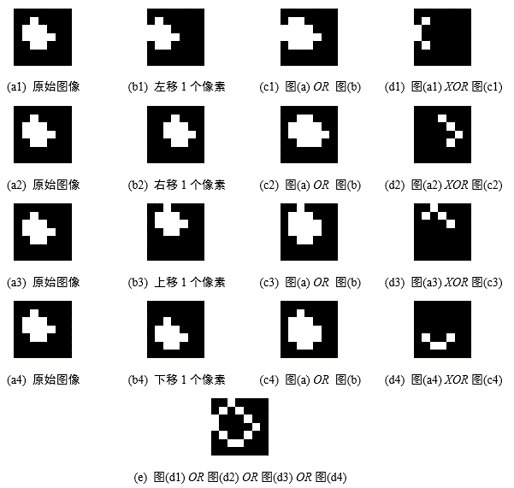 (a1) 原始图像 (b1) 左移 1 个像素 (c1) 图(a) OR 图(b) (d1) 图(a1) XOR 图(c1)
(a2) 原始图像 (b2) 右移 1 个像素 (c2) 图(a) OR 图(b) (d2) 图(a2) XOR 图(c2)
(a3) 原始图像 (b3) 上移 1 个像素 (c3) 图(a) OR 图(b) (d3) 图(a3) XOR 图(c3)
(a4) 原始图像 (b4) 下移 1 个像素 (c4) 图(a) OR 图(b) (d4) 图(a4) XOR 图(c4)
(e) 图(d1) OR 图(d2) OR 图(d3) OR 图(d4)